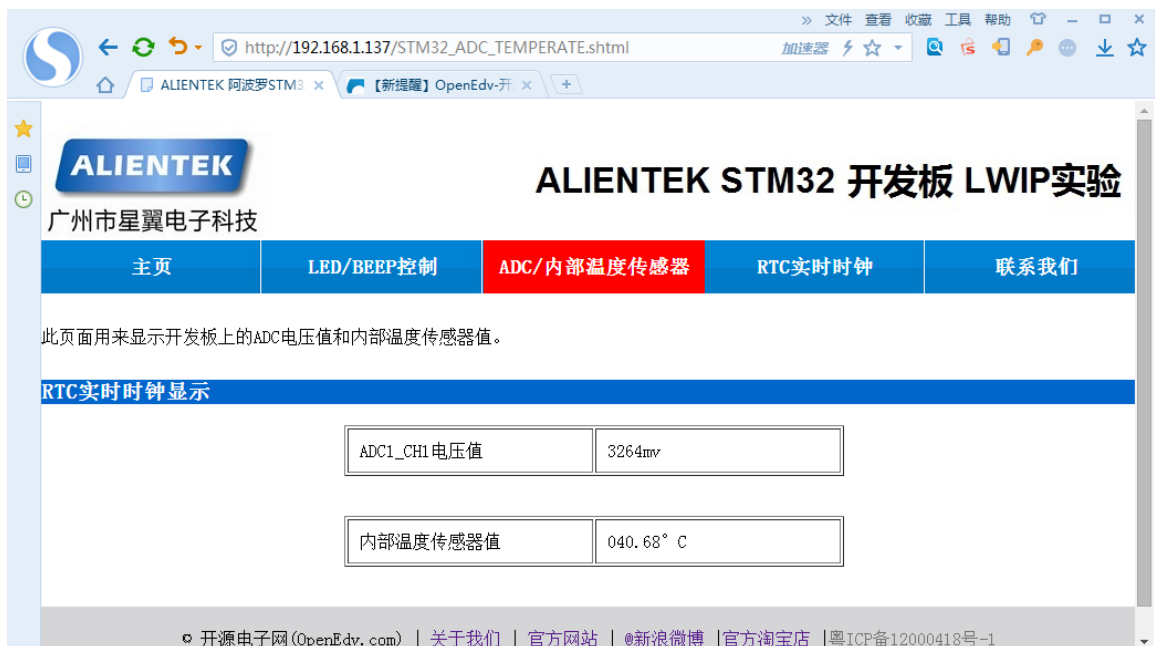 » 文件 查看 收藏 工具 帮助
http://192.168.1.137/STM32_ADC_TEMPERATE.shtml 加速器
ALIENTEK 阿波罗STM3 【新提醒】OpenEdv-开
ALIENTEK
广州市星翼电子科技
ALIENTEK STM32 开发板 LWIP实验
主页 LED/BEEP控制 ADC/内部温度传感器 RTC实时时钟 联系我们
此页面用来显示开发板上的ADC电压值和内部温度传感器值。
RTC实时时钟显示
ADC1_CH1电压值 3264mv
内部温度传感器值 040.68°C
© 开源电子网(OpenEdv.com) | 关于我们 | 官方网站 | @新浪微博 |官方淘宝店 |粤ICP备12000418号-1